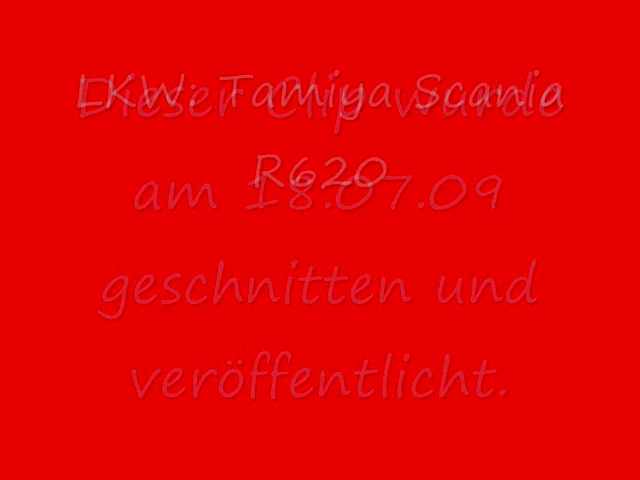 LKW: Tamiya Scania
R620
Dieser Clip wurde
am 18.07.09
geschnitten und
veröffentlicht.